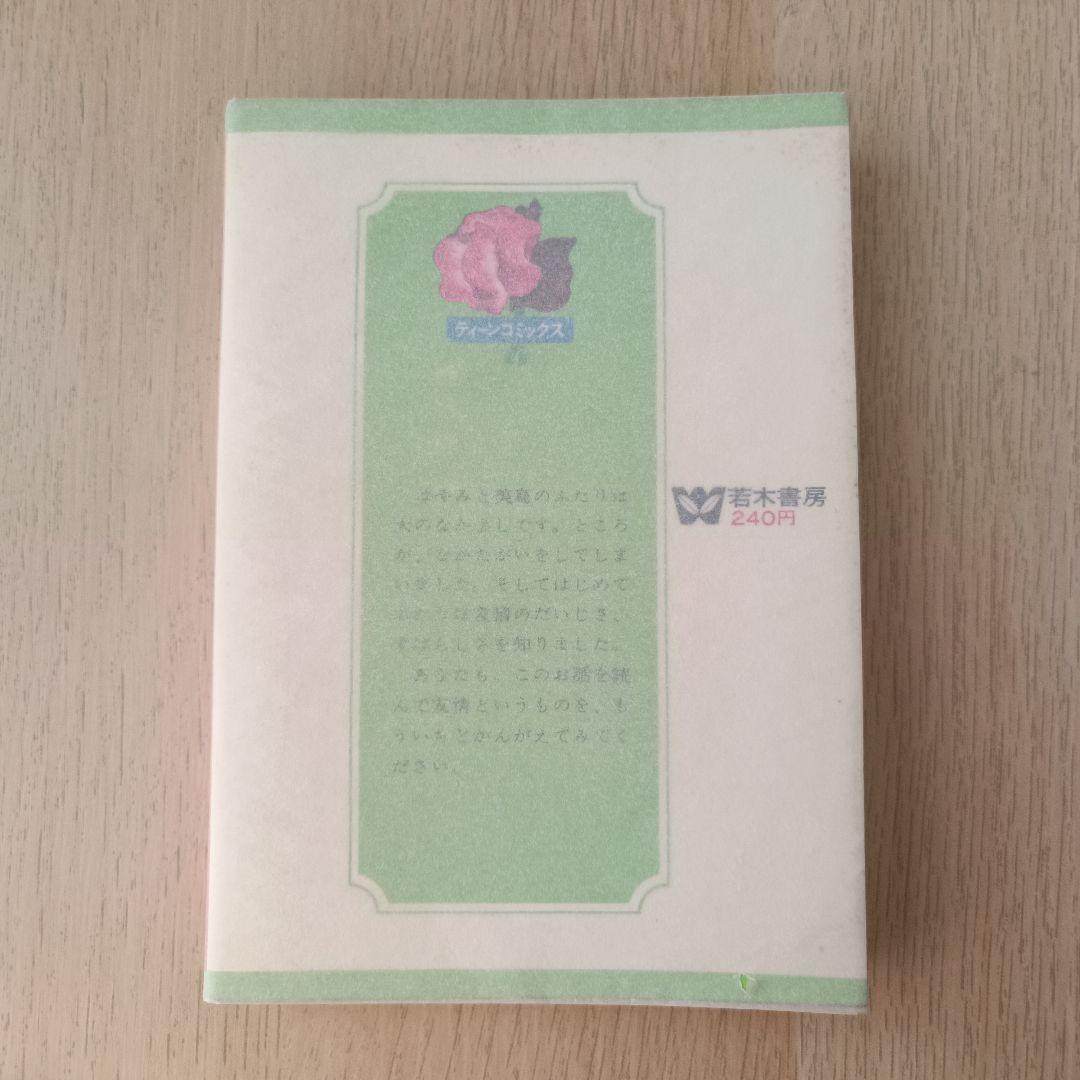 ティーンコミックス
と美のふたりは
のなかよしです。ところ
が、なかたがいをしてしま
いました。そしてはじめて
友情のだいじさ、
すばらしさを知りました。
あなたも、このお話を読
んで友情というものを、も
ういちどかんがえてみてく
ださい。
若木書房
240円